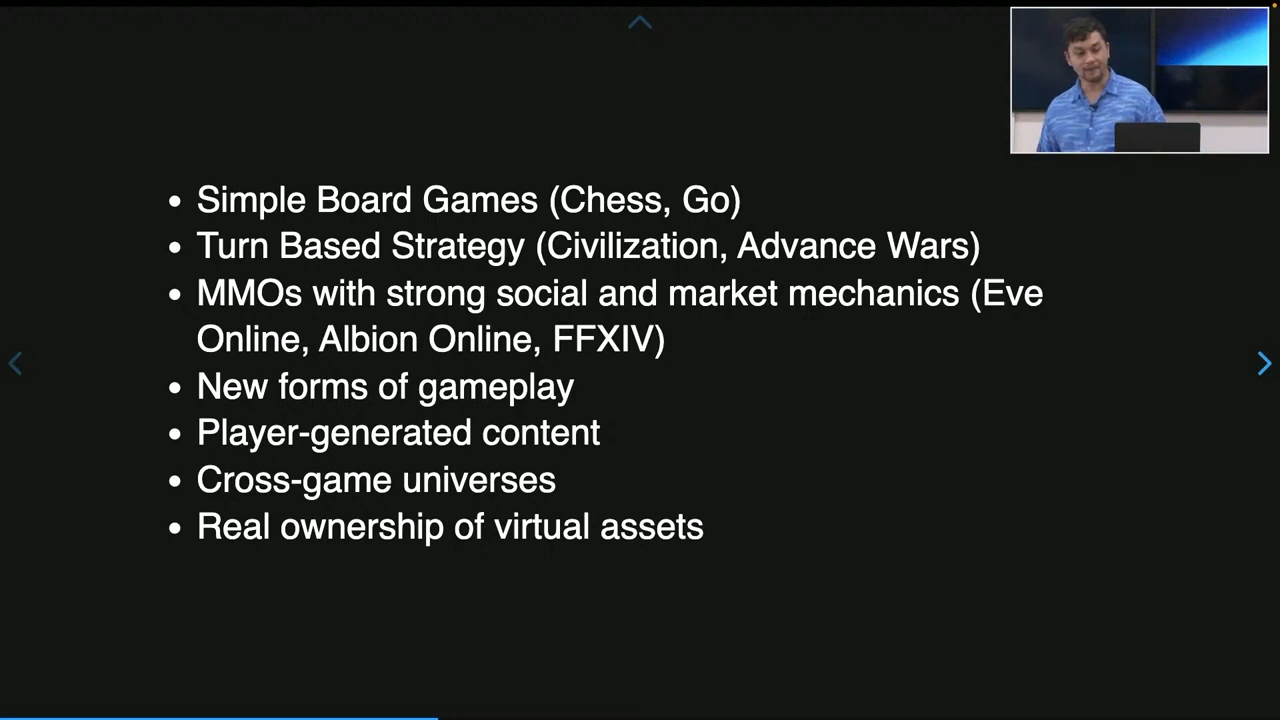 • Simple Board Games (Chess, Go)
• Turn Based Strategy (Civilization, Advance Wars)
• MMOs with strong social and market mechanics (Eve
Online, Albion Online, FFXIV)
• New forms of gameplay
• Player-generated content
• Cross-game universes
• Real ownership of virtual assets